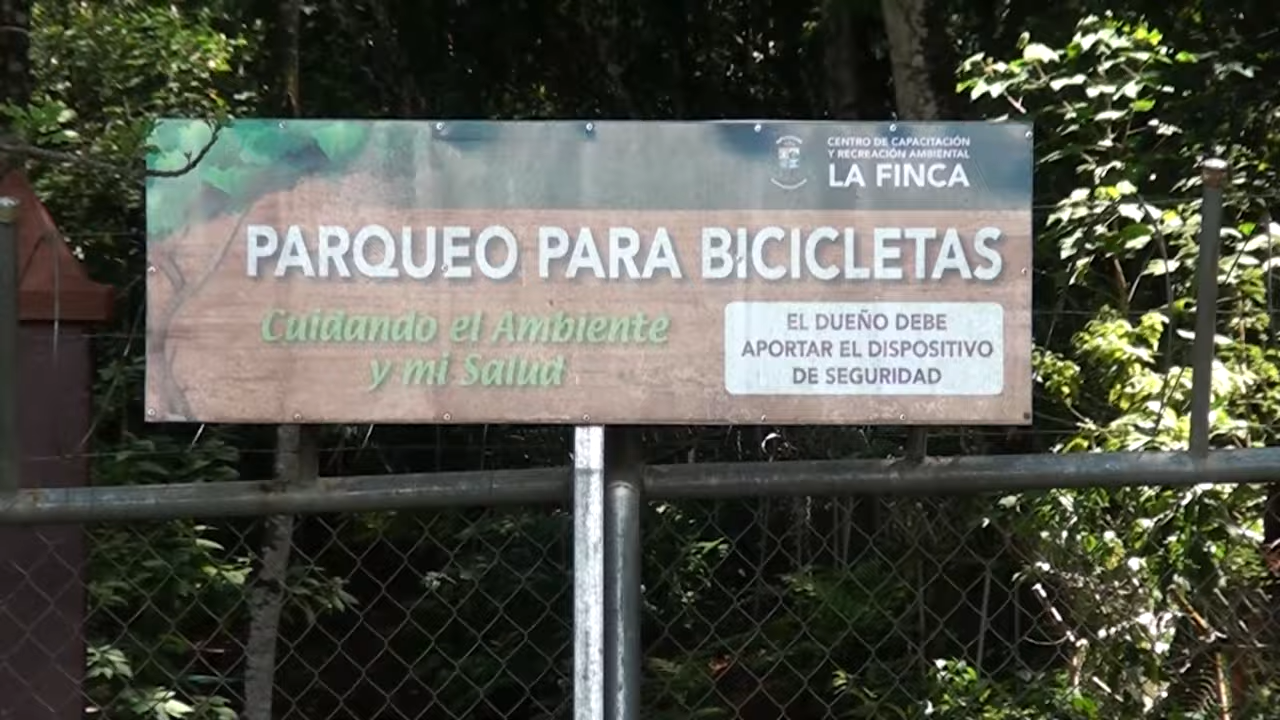 CENTRO DE CAPACITACIÓN
Y RECREACIÓN AMBIENTAL
LA FINCA
PARQUEO PARA BICICLETAS
Cuidando el Ambiente
y mi Salud
EL DUEÑO DEBE
APORTAR EL DISPOSITIVO
DE SEGURIDAD